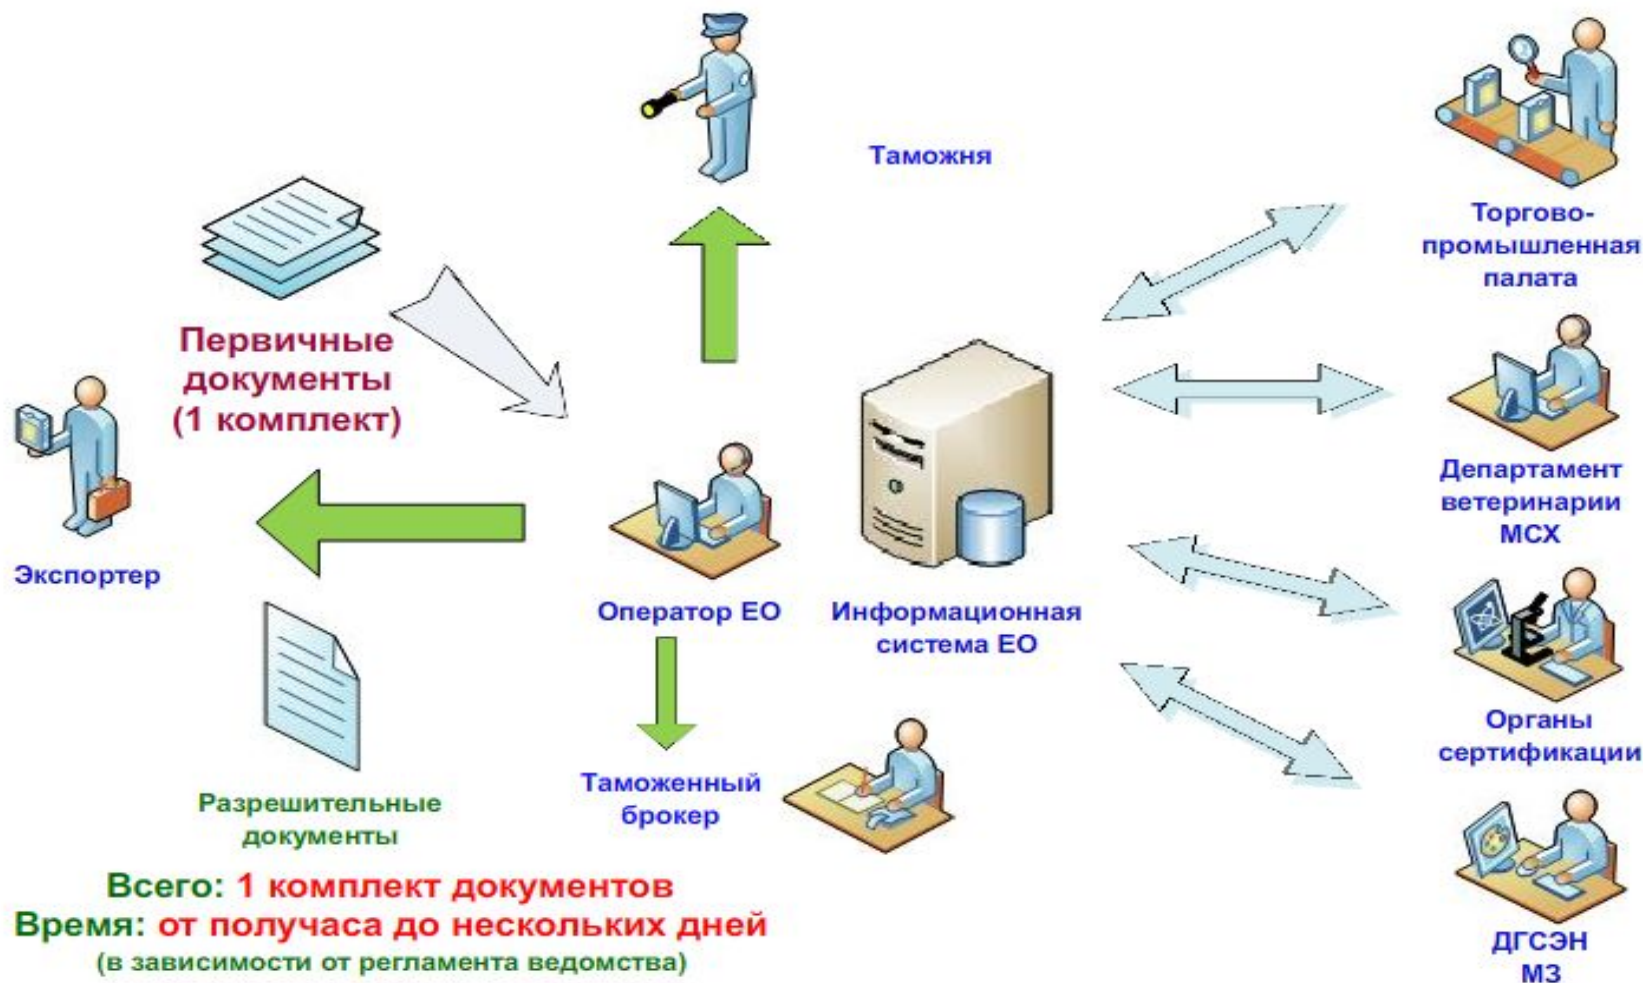 Таможня
Торгово-
промышленная
палата
Первичные
документы
(1 комплект)
Департамент
ветеринарии
МСХ
Экспортер
Оператор ЕО
Информационная
система ЕО
Органы
сертификации
Таможенный
брокер
Разрешительные
документы
Всего: 1 комплект документов
Время: от получаса до нескольких дней
(в зависимости от регламента ведомства)
ДГСЭН
МЗ